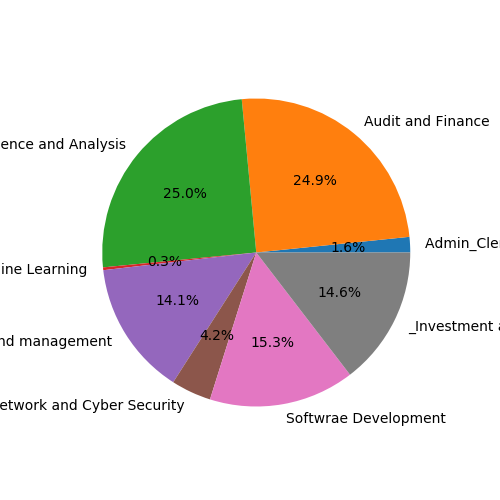 Audit and Finance
ence and Analysis
25.0%
24.9%
Admin_Cle
1.6%
0.3%
ine Learning
14.1%
14.6%
_Investment a
nd management
4.2%
15.3%
etwork and Cyber Security
Softwrae Development